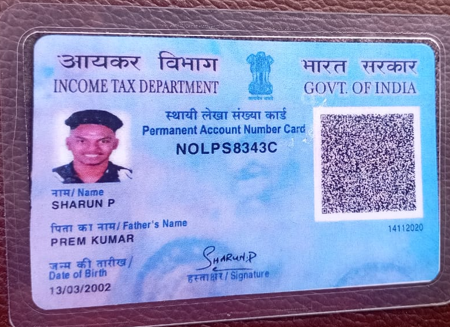 आयकर विभाग
INCOME TAX DEPARTMENT
भारत सरकार
GOVT. OF INDIA
स्थायी लेखा संख्या कार्ड
Permanent Account Number Card
NOLPS8343C
नाम/ Name
SHARUN P
पिता का नाम/ Father's Name
PREM KUMAR
जन्म की तारीख/
Date of Birth
13/03/2002
SHARUN.P
हस्ताक्षर / Signature
14112020